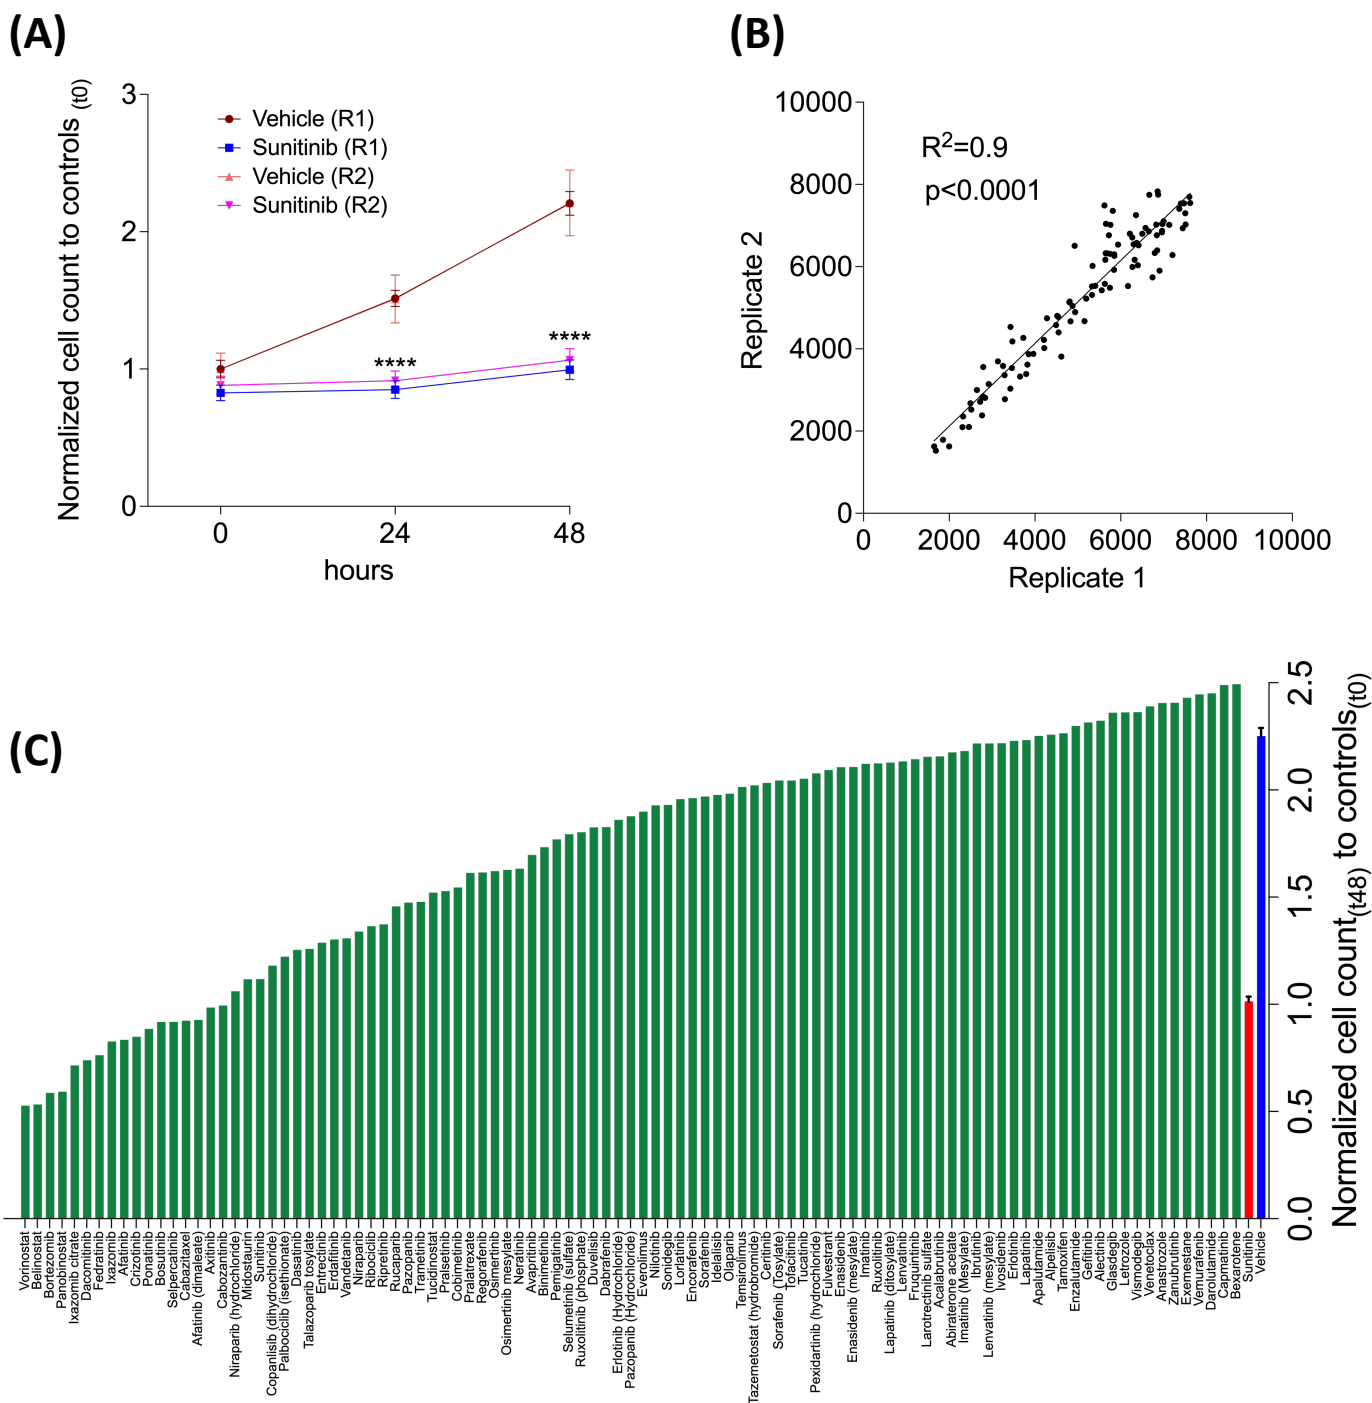 (A)
(B)
Normalized cell count to controls (t0)
3
2
1
0
Vehicle (R1)
Sunitinib (R1)
Vehicle (R2)
Sunitinib (R2)
****
****
0
24
48
hours
Replicate 2
10000
8000
6000
4000
2000
0
R2=0.9
p<0.0001
0
2000
4000
6000
8000
10000
Replicate 1
(C)
2.5
2.0
1.5
1.0
0.5
0.0
Normalized cell count(t48) to controls(t0)
Vorinostat
Belinostat
Bortezomib
Panobinostat
Ixazomib citrate
Dacomitinib
Fedratinib
Ixazomib
Afatinib
Crizotinib
Ponatinib
Bosutinib
Selpercatinib
Cabazitaxel
Afatinib (dimaleate)
Axitinib
Cabozantinib
Niraparib (hydrochloride)
Midostaurin
Sunitinib
Copanlisib (dihydrochloride)
Palbociclib (isethionate)
Dasatinib
Talazoparib tosylate
Entrectinib
Erdafitinib
Vandetanib
Niraparib
Ribociclib
Ripretinib
Rucaparib
Pazopanib
Trametinib
Tucidinostat
Pralsetinib
Cobimetinib
Pralatrexate
Regorafenib
Osimertinib
Osimertinib mesylate
Neratinib
Avapritinib
Binimetinib
Pemigatinib
Selumetinib (sulfate)
Ruxolitinib (phosphate)
Duvelisib
Dabrafenib
Erlotinib (Hydrochloride)
Pazopanib (Hydrochloride)
Everolimus
Nilotinib
Sonidegib
Lorlatinib
Encorafenib
Sorafenib
Idelalisib
Olaparib
Temsirolimus
Tazemetostat (hydrobromide)
Ceritinib
Sorafenib (Tosylate)
Tofacitinib
Tucatinib
Pexidartinib (hydrochloride)
Fulvestrant
Enasidenib
Enasidenib (mesylate)
Imatinib
Ruxolitinib
Lapatinib (ditosylate)
Lenvatinib
Fruquintinib
Larotrectinib sulfate
Acalabrutinib
Abiraterone acetate
Imatinib (Mesylate)
Ibrutinib
Lenvatinib (mesylate)
Ivosidenib
Erlotinib
Lapatinib
Apalutamide
Alpelisib
Tamoxifen
Enzalutamide
Gefitinib
Alectinib
Glasdegib
Letrozole
Vismodegib
Venetoclax
Anastrozole
Zanubrutinib
Exemestane
Vemurafenib
Darolutamide
Capmatinib
Bexarotene
Sunitinib
Vehicle